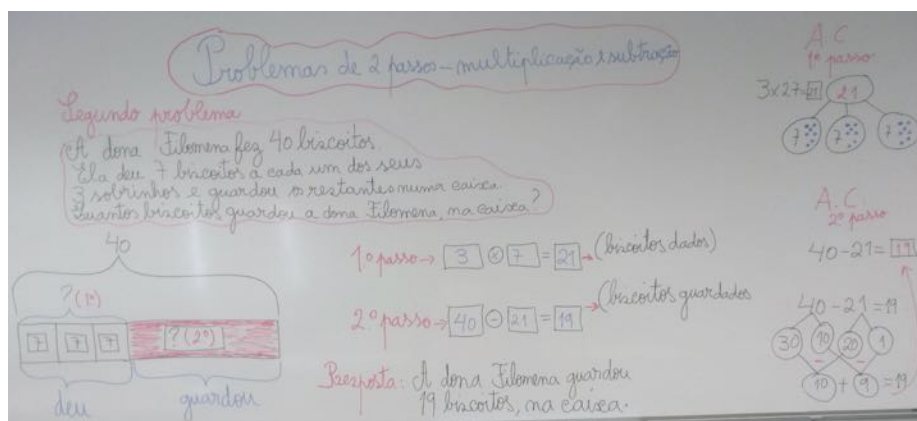 Problemas de 2 passos - multiplicação e subtração
Segundo problema
A dona Filomena fez 40 biscoitos.
Ela deu 7 biscoitos a cada um dos seus
3 sobrinhos e guardou os restantes numa caixa.
Quantos biscoitos guardou a dona Filomena, na caixa?
40
?(1º)
7 7 7 ?(2º)
deu guardou
1º passo → 3 ⊗ 7 = 21 → (biscoitos dados)
2º passo → 40 ⊖ 21 = 19 → (biscoitos guardados
Resposta: A dona Filomena guardou
19 biscoitos, na caixa.
A.C
1º passo
3x27=21 21
7 7 7
A.C.
2º passo
40-21=19
40-21=19
30 10 20 1
10 + 9 = 19